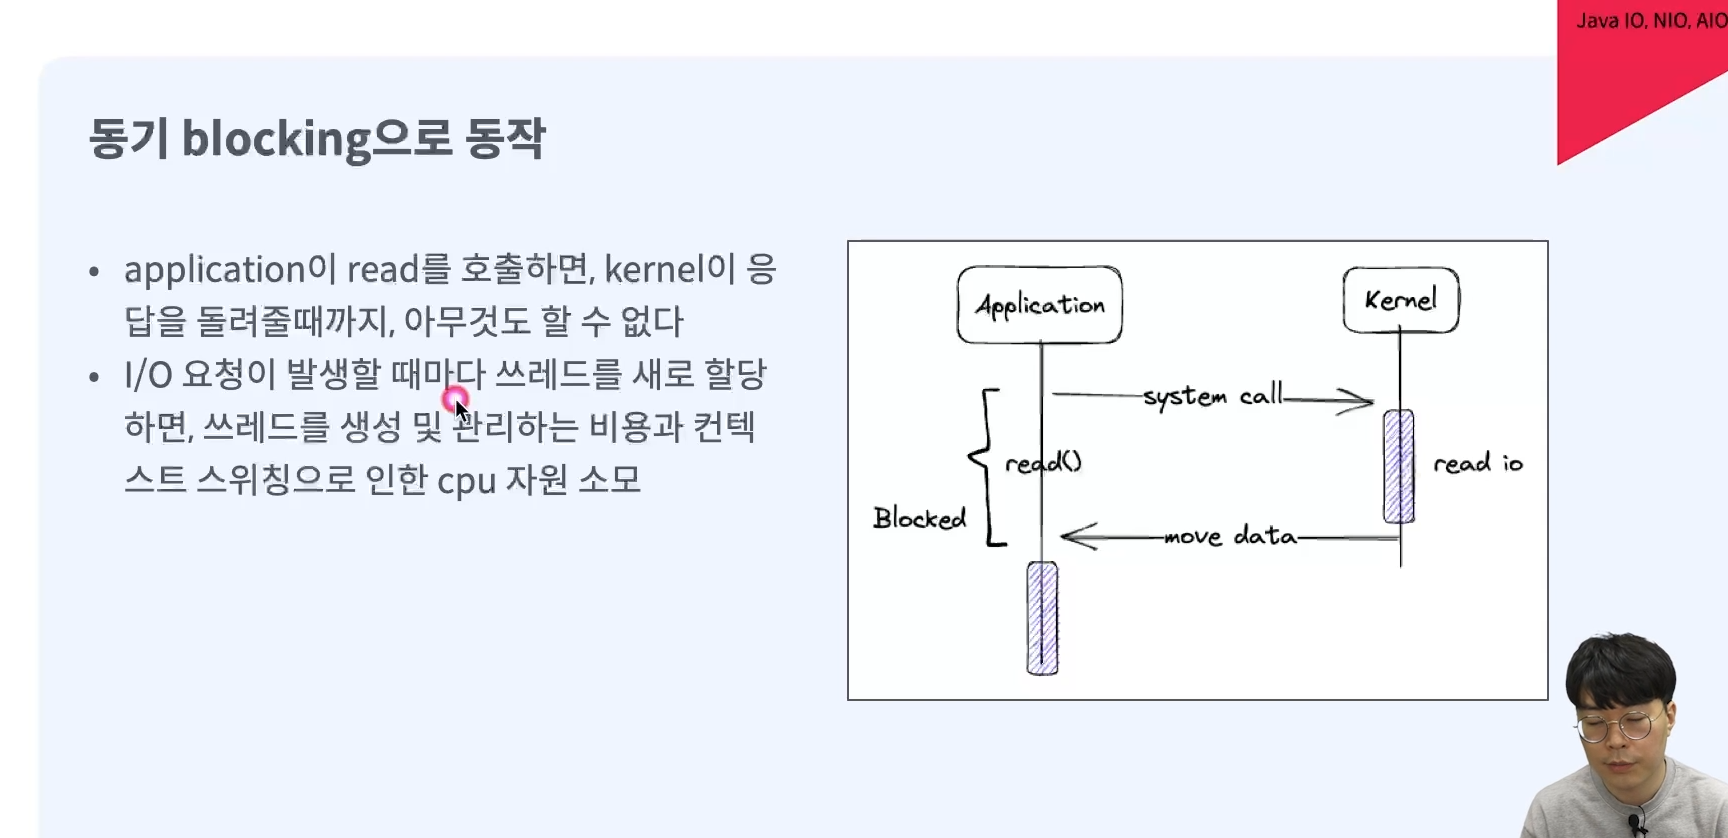 Java IO, NIO, AIO
동기 blocking으로 동작
• application이 read를 호출하면, kernel이 응
답을 돌려줄때까지, 아무것도 할 수 없다
• I/O 요청이 발생할 때마다 쓰레드를 새로 할당
하면, 쓰레드를 생성 및 관리하는 비용과 컨텍
스트 스위칭으로 인한 cpu 자원 소모
Application
Kernel
system call
read()
read io
Blocked
move data